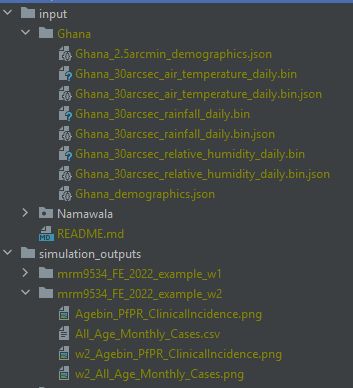 input
Ghana
Ghana_2.5arcmin_demographics.json
Ghana_30arcsec_air_temperature_daily.bin
Ghana_30arcsec_air_temperature_daily.bin.json
Ghana_30arcsec_rainfall_daily.bin
Ghana_30arcsec_rainfall_daily.bin.json
Ghana_30arcsec_relative_humidity_daily.bin
Ghana_30arcsec_relative_humidity_daily.bin.json
Ghana_demographics.json
Namawala
README.md
simulation_outputs
mrm9534_FE_2022_example_w1
mrm9534_FE_2022_example_w2
Agebin_PfPR_ClinicalIncidence.png
All_Age_Monthly_Cases.csv
w2_Agebin_PfPR_ClinicalIncidence.png
w2_All_Age_Monthly_Cases.png